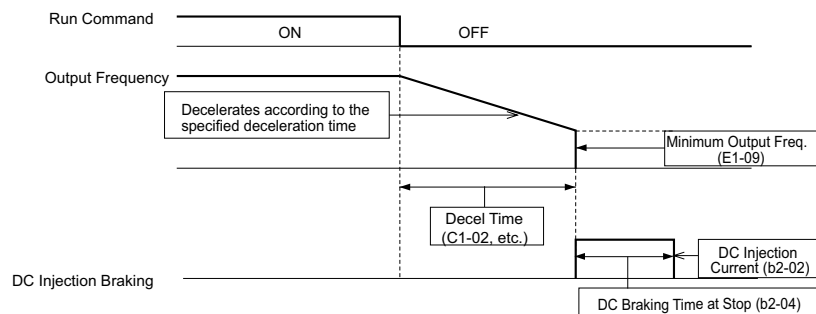 Run Command
ON
OFF
Output Frequency
Decelerates according to the
specified deceleration time
Minimum Output Freq.
(E1-09)
Decel Time
(C1-02, etc.)
DC Injection
Current (b2-02)
DC Injection Braking
DC Braking Time at Stop (b2-04)